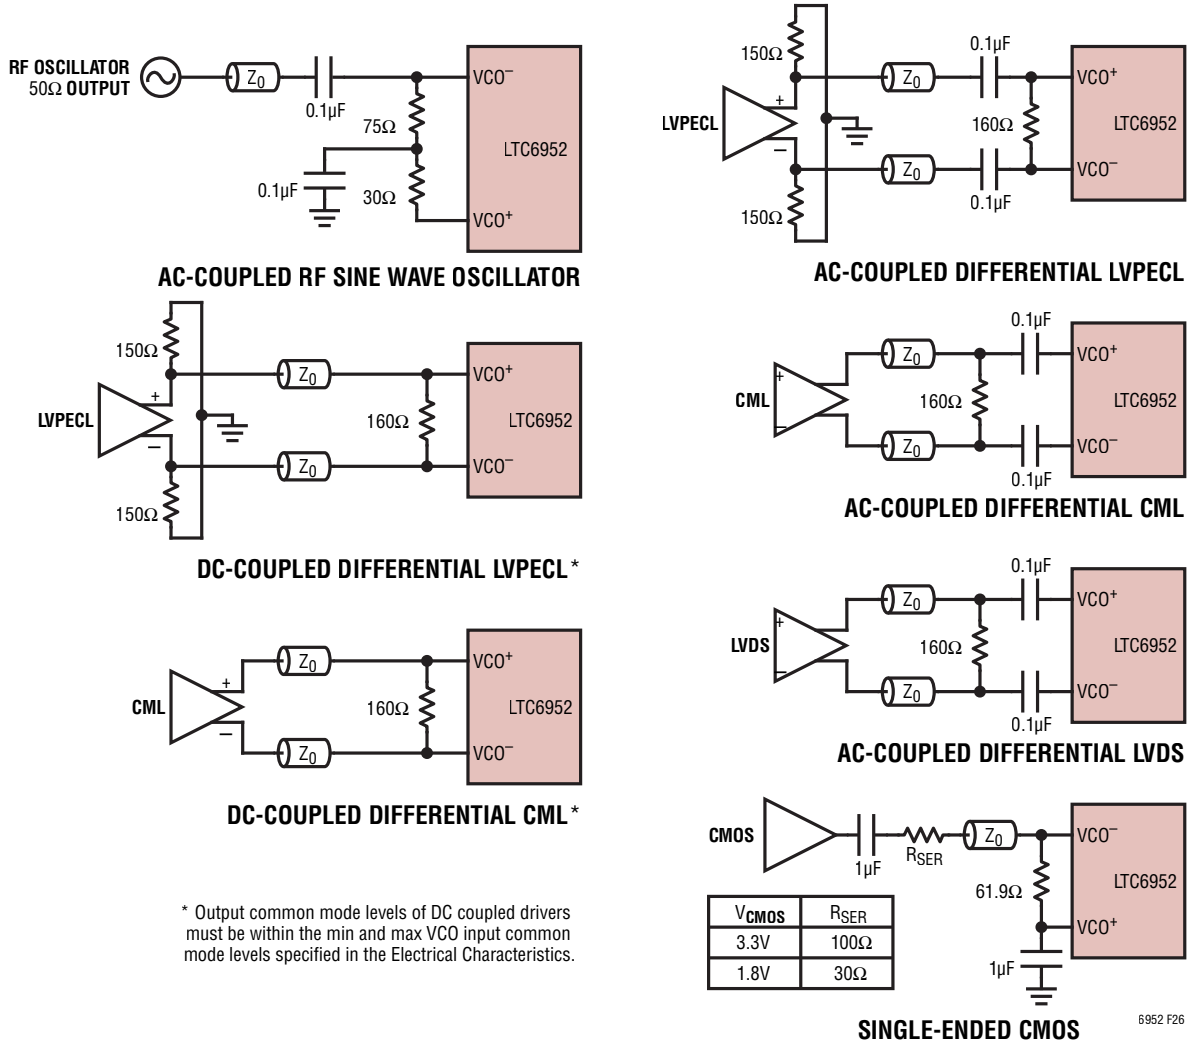 RF OSCILLATOR
50Ω OUTPUT
Z0
0.1µF
75Ω
0.1µF
30Ω
VCO–
LTC6952
VCO+
AC-COUPLED RF SINE WAVE OSCILLATOR
150Ω
LVPECL
+
–
150Ω
Z0
Z0
160Ω
VCO+
LTC6952
VCO–
DC-COUPLED DIFFERENTIAL LVPECL*
CML
+
–
Z0
Z0
160Ω
VCO+
LTC6952
VCO–
DC-COUPLED DIFFERENTIAL CML*
* Output common mode levels of DC coupled drivers
must be within the min and max VCO input common
mode levels specified in the Electrical Characteristics.
150Ω
LVPECL
+
–
150Ω
Z0
Z0
0.1µF
160Ω
0.1µF
VCO+
LTC6952
VCO–
AC-COUPLED DIFFERENTIAL LVPECL
CML
+
–
Z0
Z0
160Ω
0.1µF
0.1µF
VCO+
LTC6952
VCO–
AC-COUPLED DIFFERENTIAL CML
LVDS
+
–
Z0
Z0
160Ω
0.1µF
0.1µF
VCO+
LTC6952
VCO–
AC-COUPLED DIFFERENTIAL LVDS
CMOS
1µF
RSER
Z0
61.9Ω
1µF
VCO–
LTC6952
VCO+
VCMOS RSER
3.3V 100Ω
1.8V 30Ω
SINGLE-ENDED CMOS
6952 F26